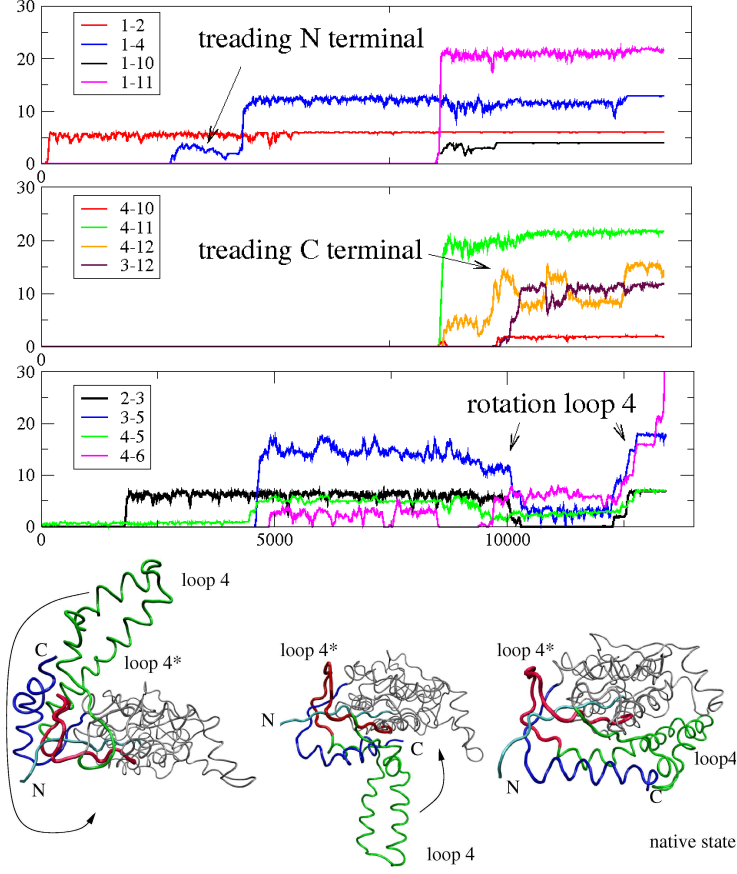 30
1-2
1-4
1-10
1-11
treading N terminal
20
10
0
0
30
4-10
4-11
4-12
3-12
20
treading C terminal
10
0
0
30
2-3
3-5
4-5
4-6
rotation loop 4
20
10
0
5000
10000
loop 4
C
loop 4*
N
loop 4*
N
C
loop 4
loop 4*
N
C
loop4
native state